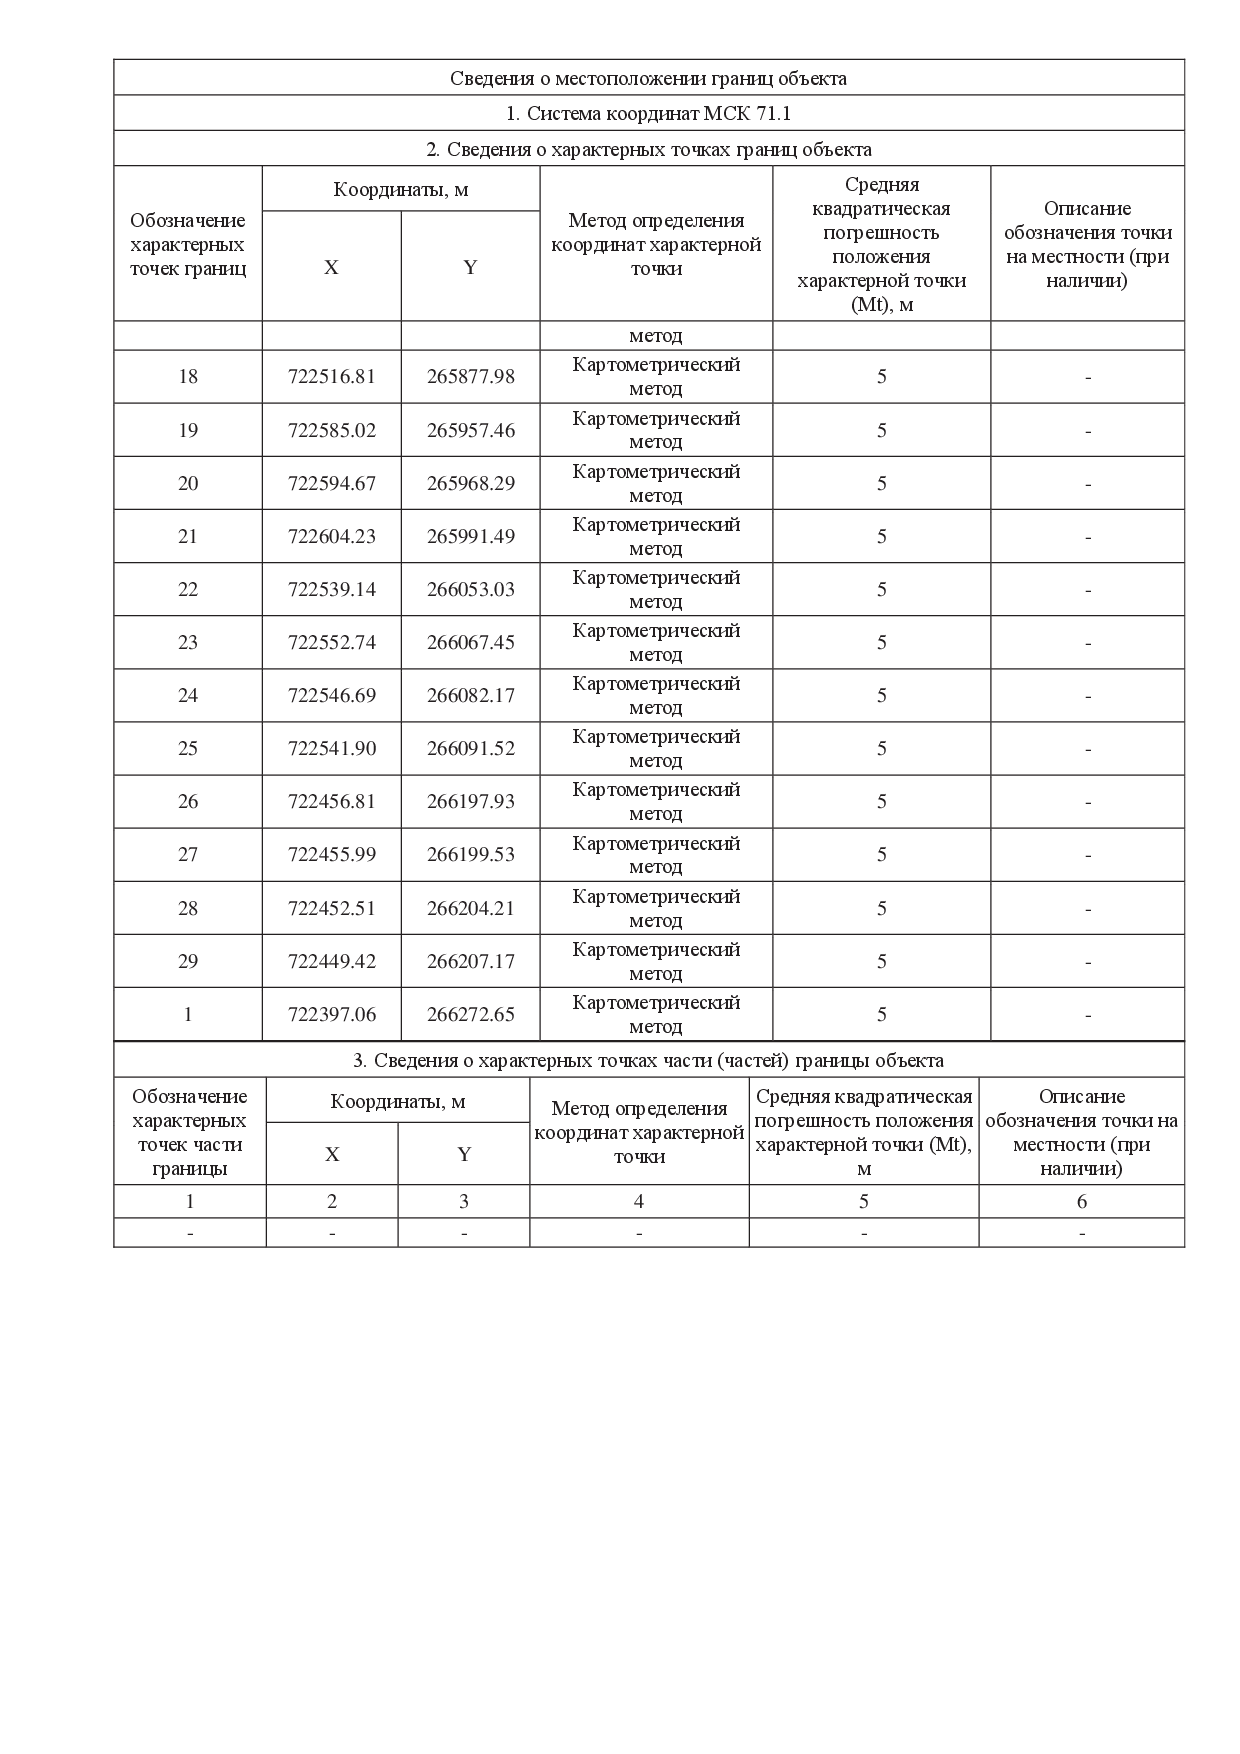 Сведения о местоположении границ объекта
1. Система координат МСК 71.1
2. Сведения о характерных точках границ объекта
Обозначение характерных точек границ
Координаты, м
X
Y
Метод определения координат характерной точки
Средняя квадратическая погрешность положения характерной точки (Mt), м
Описание обозначения точки на местности (при наличии)
метод
18 722516.81 265877.98 Картометрический метод 5 -
19 722585.02 265957.46 Картометрический метод 5 -
20 722594.67 265968.29 Картометрический метод 5 -
21 722604.23 265991.49 Картометрический метод 5 -
22 722539.14 266053.03 Картометрический метод 5 -
23 722552.74 266067.45 Картометрический метод 5 -
24 722546.69 266082.17 Картометрический метод 5 -
25 722541.90 266091.52 Картометрический метод 5 -
26 722456.81 266197.93 Картометрический метод 5 -
27 722455.99 266199.53 Картометрический метод 5 -
28 722452.51 266204.21 Картометрический метод 5 -
29 722449.42 266207.17 Картометрический метод 5 -
1 722397.06 266272.65 Картометрический метод 5 -
3. Сведения о характерных точках части (частей) границы объекта
Обозначение характерных точек части границы
Координаты, м
X
Y
Метод определения координат характерной точки
Средняя квадратическая погрешность положения характерной точки (Mt), м
Описание обозначения точки на местности (при наличии)
1 2 3 4 5 6
- - - - - -